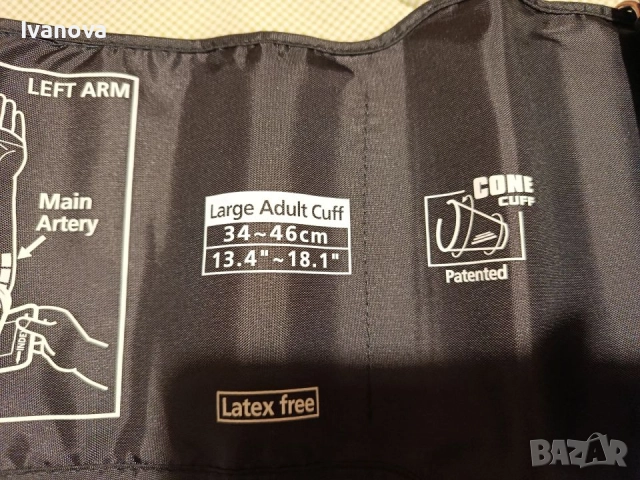 Ivanova
LEFT ARM
Main
Artery
INDE
Large Adult Cuff
34~46cm
13.4"~18.1"
CONE
CUFF
Patented
Latex free
BAZAR